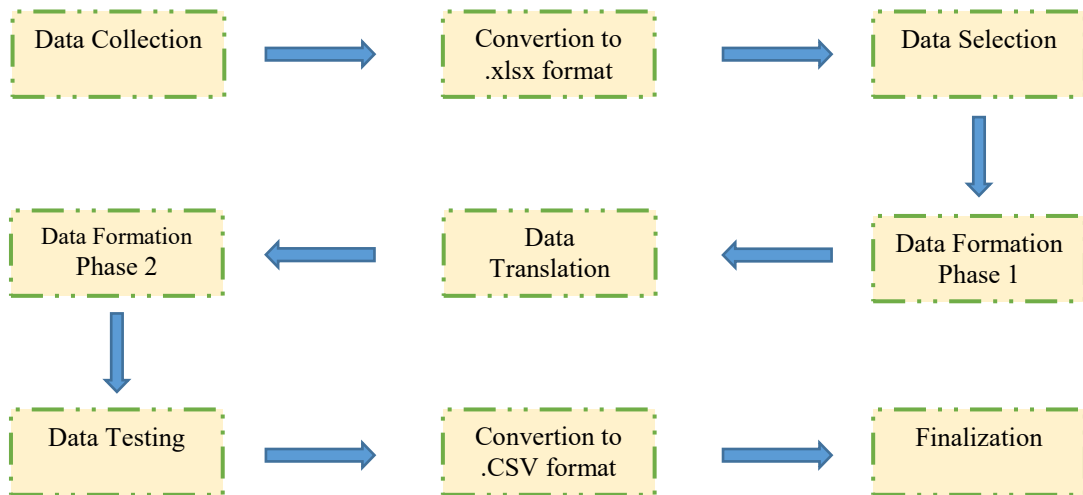 Data Collection
Convertion to
.xlsx format
Data Selection
Data Formation
Phase 1
Data
Translation
Data Formation
Phase 2
Data Testing
Convertion to
.CSV format
Finalization